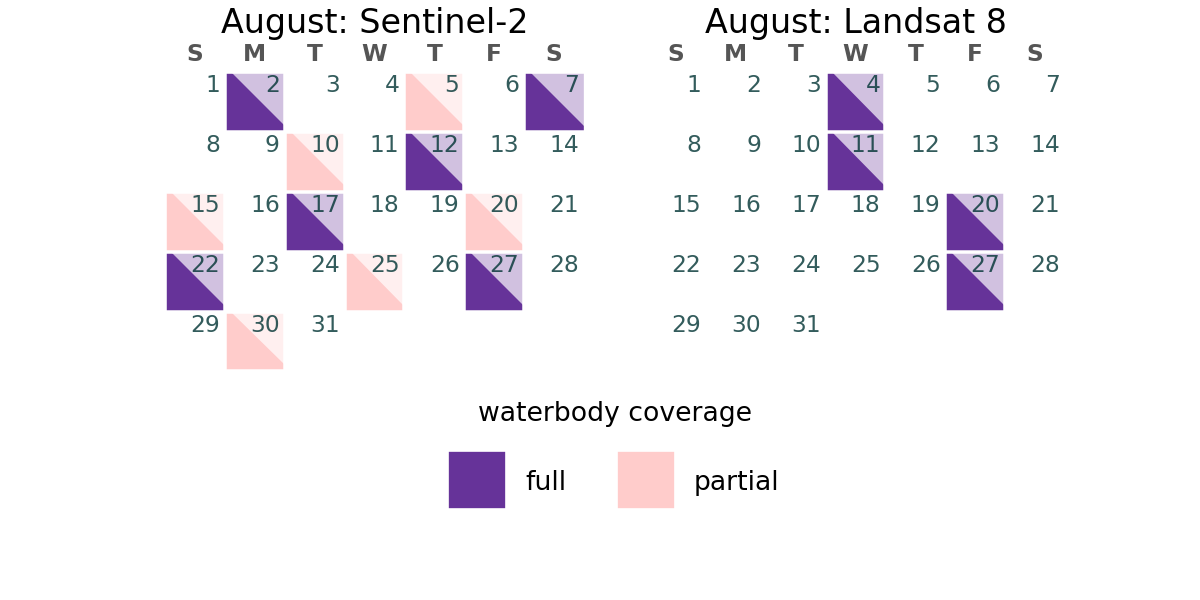 August: Sentinel-2
S M T W T F S
1 2 3 4 5 6 7
8 9 10 11 12 13 14
15 16 17 18 19 20 21
22 23 24 25 26 27 28
29 30 31
August: Landsat 8
S M T W T F S
1 2 3 4 5 6 7
8 9 10 11 12 13 14
15 16 17 18 19 20 21
22 23 24 25 26 27 28
29 30 31
waterbody coverage
full partial